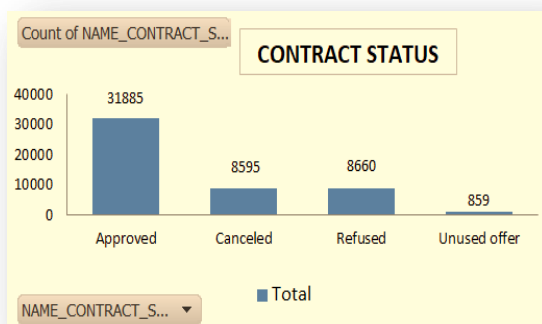 Count of NAME_CONTRACT_S...
CONTRACT STATUS
40000
30000
20000
10000
0
31885
8595
8660
859
Approved
Canceled
Refused
Unused offer
Total
NAME_CONTRACT_S...